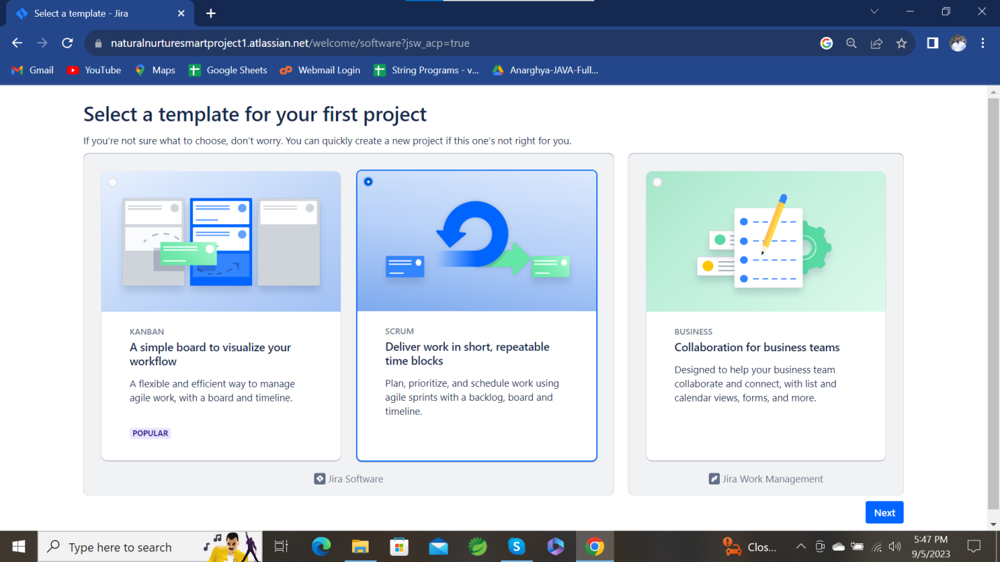 Select a template - Jira
naturalnurturesmartproject1.atlassian.net/welcome/software?jsw_acp=true
Gmail YouTube Maps Google Sheets Webmail Login String Programs - v... Anarghya-JAVA-Full...
Select a template for your first project
If you're not sure what to choose, don't worry. You can quickly create a new project if this one's not right for you.
KANBAN
A simple board to visualize your
workflow
A flexible and efficient way to manage
agile work, with a board and timeline.
POPULAR
SCRUM
Deliver work in short, repeatable
time blocks
Plan, prioritize, and schedule work using
agile sprints with a backlog, board and
timeline.
Jira Software
BUSINESS
Collaboration for business teams
Designed to help your business team
collaborate and connect, with list and
calendar views, forms, and more.
Jira Work Management
Next
Type here to search
Clos...
5:47 PM
9/5/2023